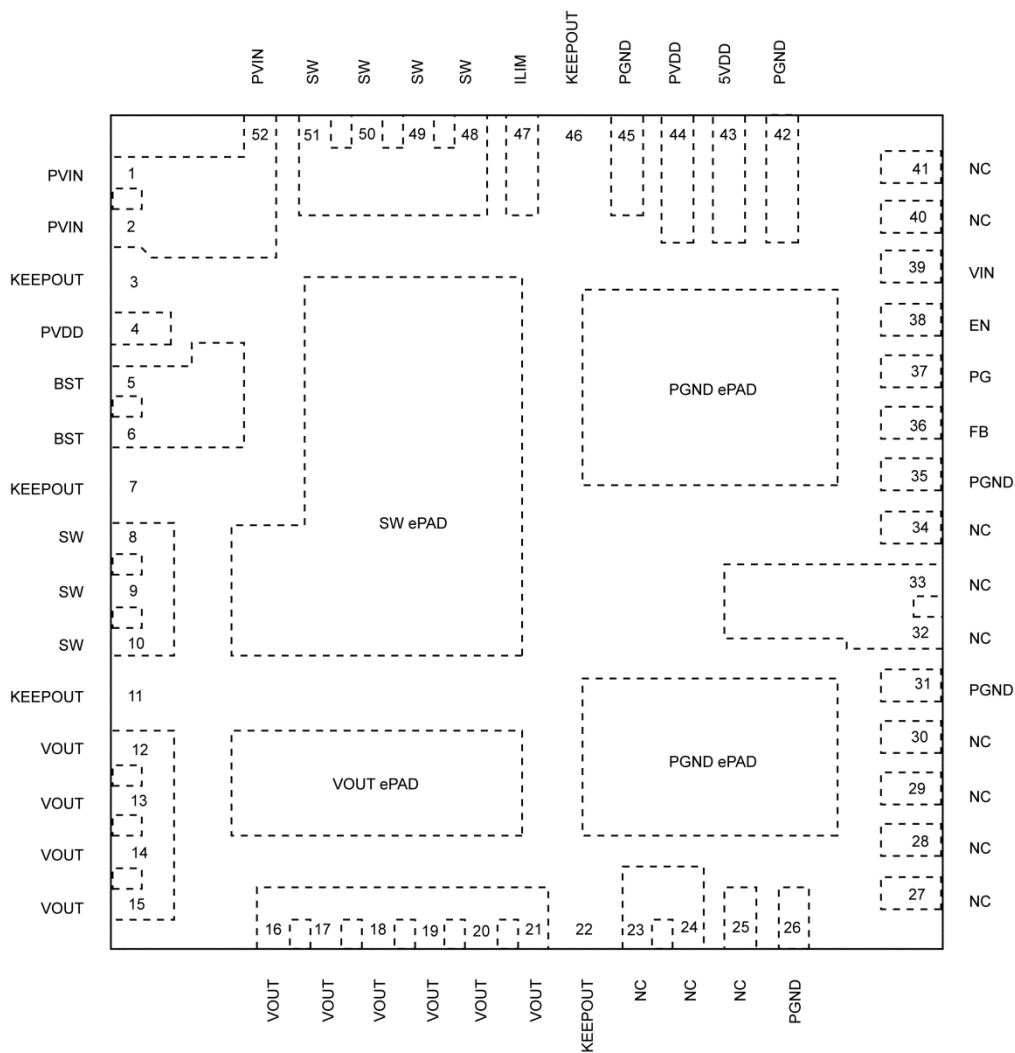 PVIN
SW
SW
SW
SW
ILIM
KEEPOUT
PGND
PVDD
5VDD
PGND
52
51
50
49
48
47
46
45
44
43
42
PVIN
1
41
NC
PVIN
2
40
NC
KEEPOUT
3
39
VIN
PVDD
4
38
EN
BST
5
37
PG
PGND ePAD
BST
6
36
FB
KEEPOUT
7
35
PGND
SW
8
SW ePAD
34
NC
SW
9
33
NC
SW
10
32
NC
KEEPOUT
11
31
PGND
VOUT
12
30
NC
VOUT ePAD
PGND ePAD
VOUT
13
29
NC
VOUT
14
28
NC
VOUT
15
27
NC
16
17
18
19
20
21
22
23
24
25
26
VOUT
VOUT
VOUT
VOUT
VOUT
VOUT
KEEPOUT
NC
NC
NC
PGND